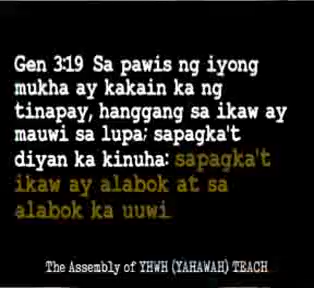 Gen 3:19 Sa pawis ng iyong
mukha ay kakain ka ng
tinapay, hanggang sa ikaw ay
mauwi sa lupa; sapagka't
diyan ka kinuha: sapagka't
ikaw ay alabok at sa
alabok ka uuwi
The Assembly of YHWH (YAHAWAH) TEACH